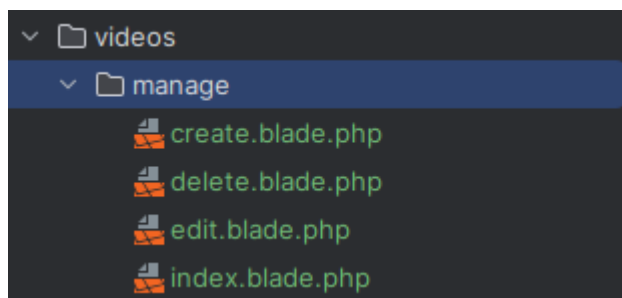 videos
manage
create.blade.php
delete.blade.php
edit.blade.php
index.blade.php